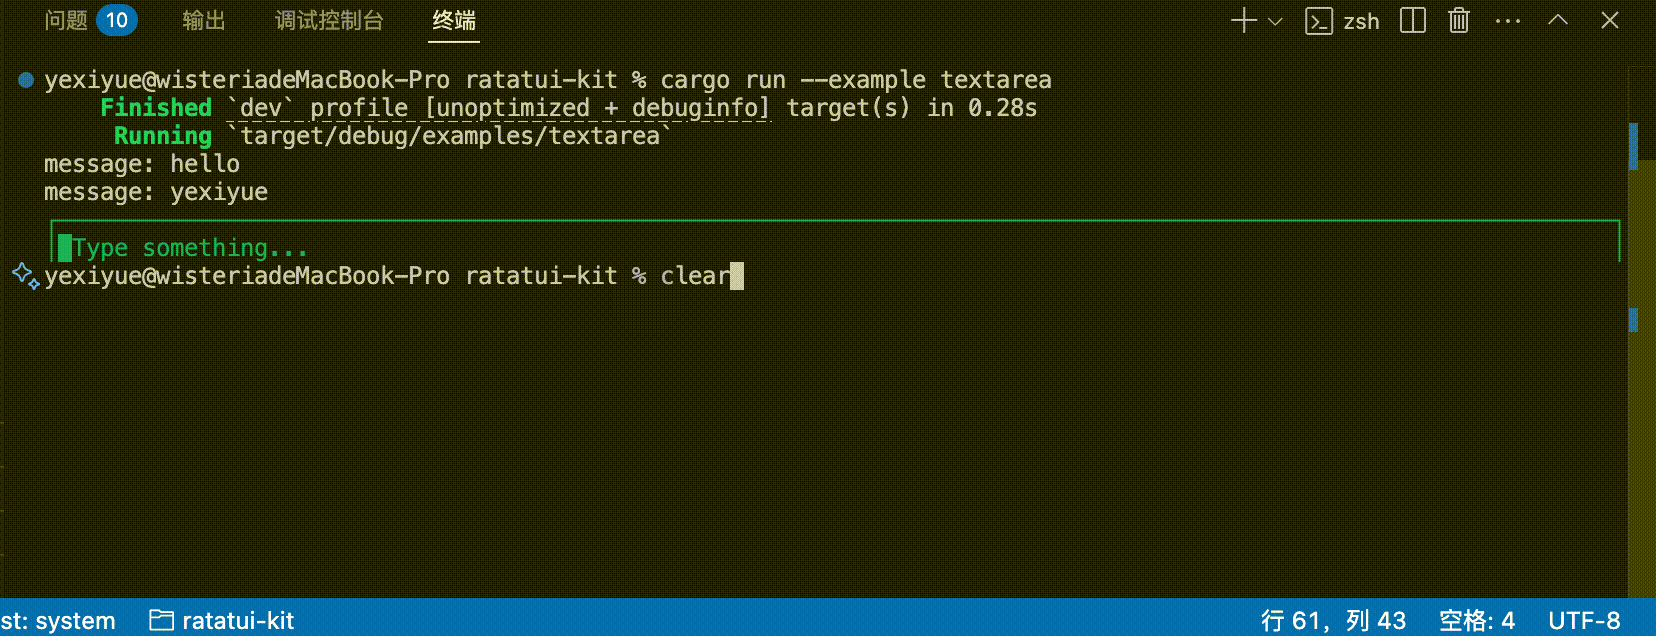 问题 10 输出 调试控制台 终端 zsh ...
yexiyue@wisteriadeMacBook-Pro ratatui-kit % cargo run --example textarea
Finished `dev` profile [unoptimized + debuginfo] target(s) in 0.28s
Running `target/debug/examples/textarea`
message: hello
message: yexiyue
Type something...
yexiyue@wisteriadeMacBook-Pro ratatui-kit % clear
st: system ratatui-kit 行 61，列 43 空格: 4 UTF-8